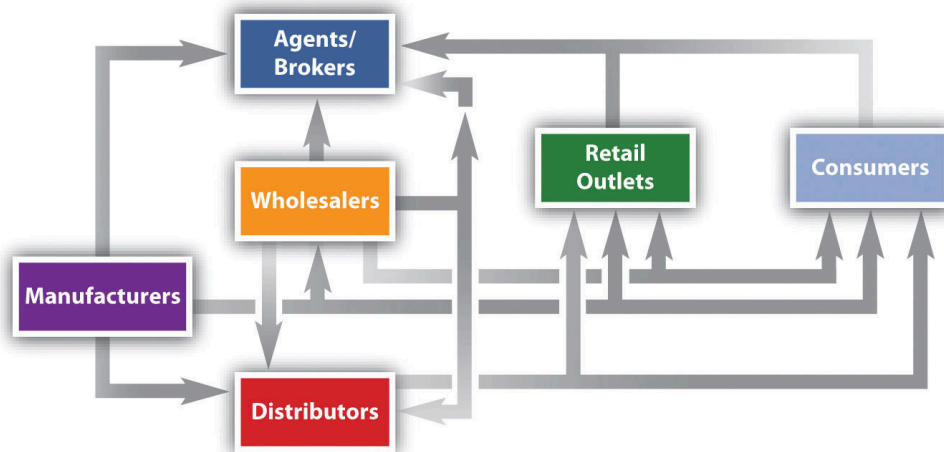 Agents/
Brokers
Retail
Outlets
Consumers
Wholesalers
Manufacturers
Distributors